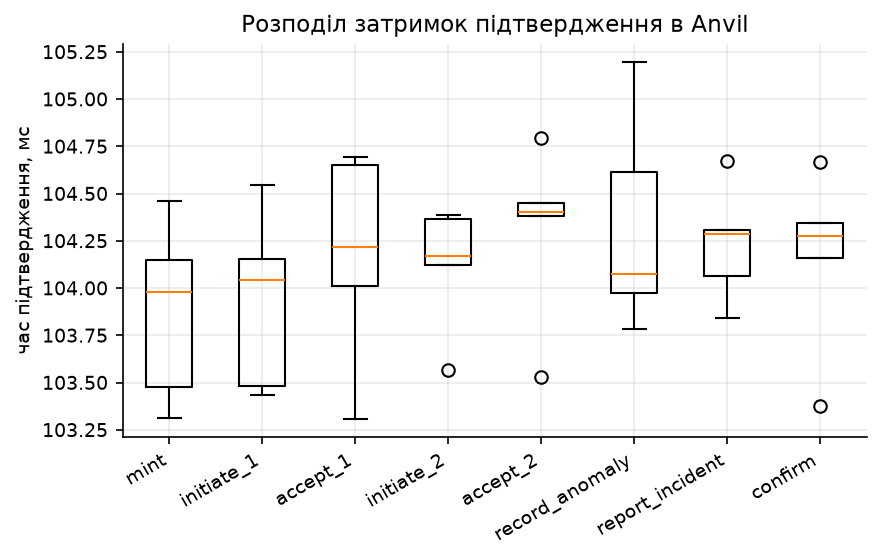 Розподіл затримок підтвердження в Anvil
час підтвердження, мс
105.25
105.00
104.75
104.50
104.25
104.00
103.75
103.50
103.25
mint
initiate_1
accept_1
initiate_2
accept_2
record_anomaly
report_incident
confirm